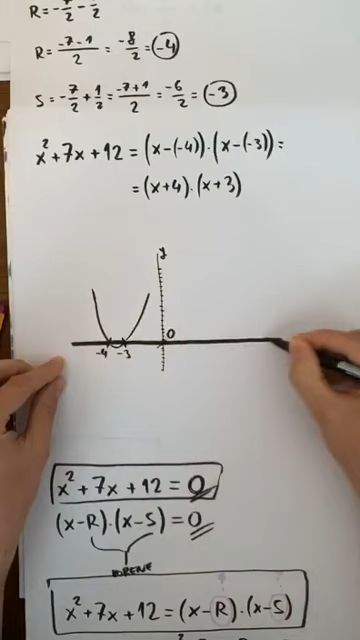 R = -7/2 - 1/2
R = (-7-1)/2 = -8/2 = -4
S = -7/2 + 1/2 = (-7+1)/2 = -6/2 = -3
x² + 7x + 12 = (x-(-4))·(x-(-3)) =
= (x+4)·(x+3)
y
0
-4 -3
x² + 7x + 12 = 0
(x-R)·(x-S) = 0
KORENE
x² + 7x + 12 = (x-R)·(x-S)